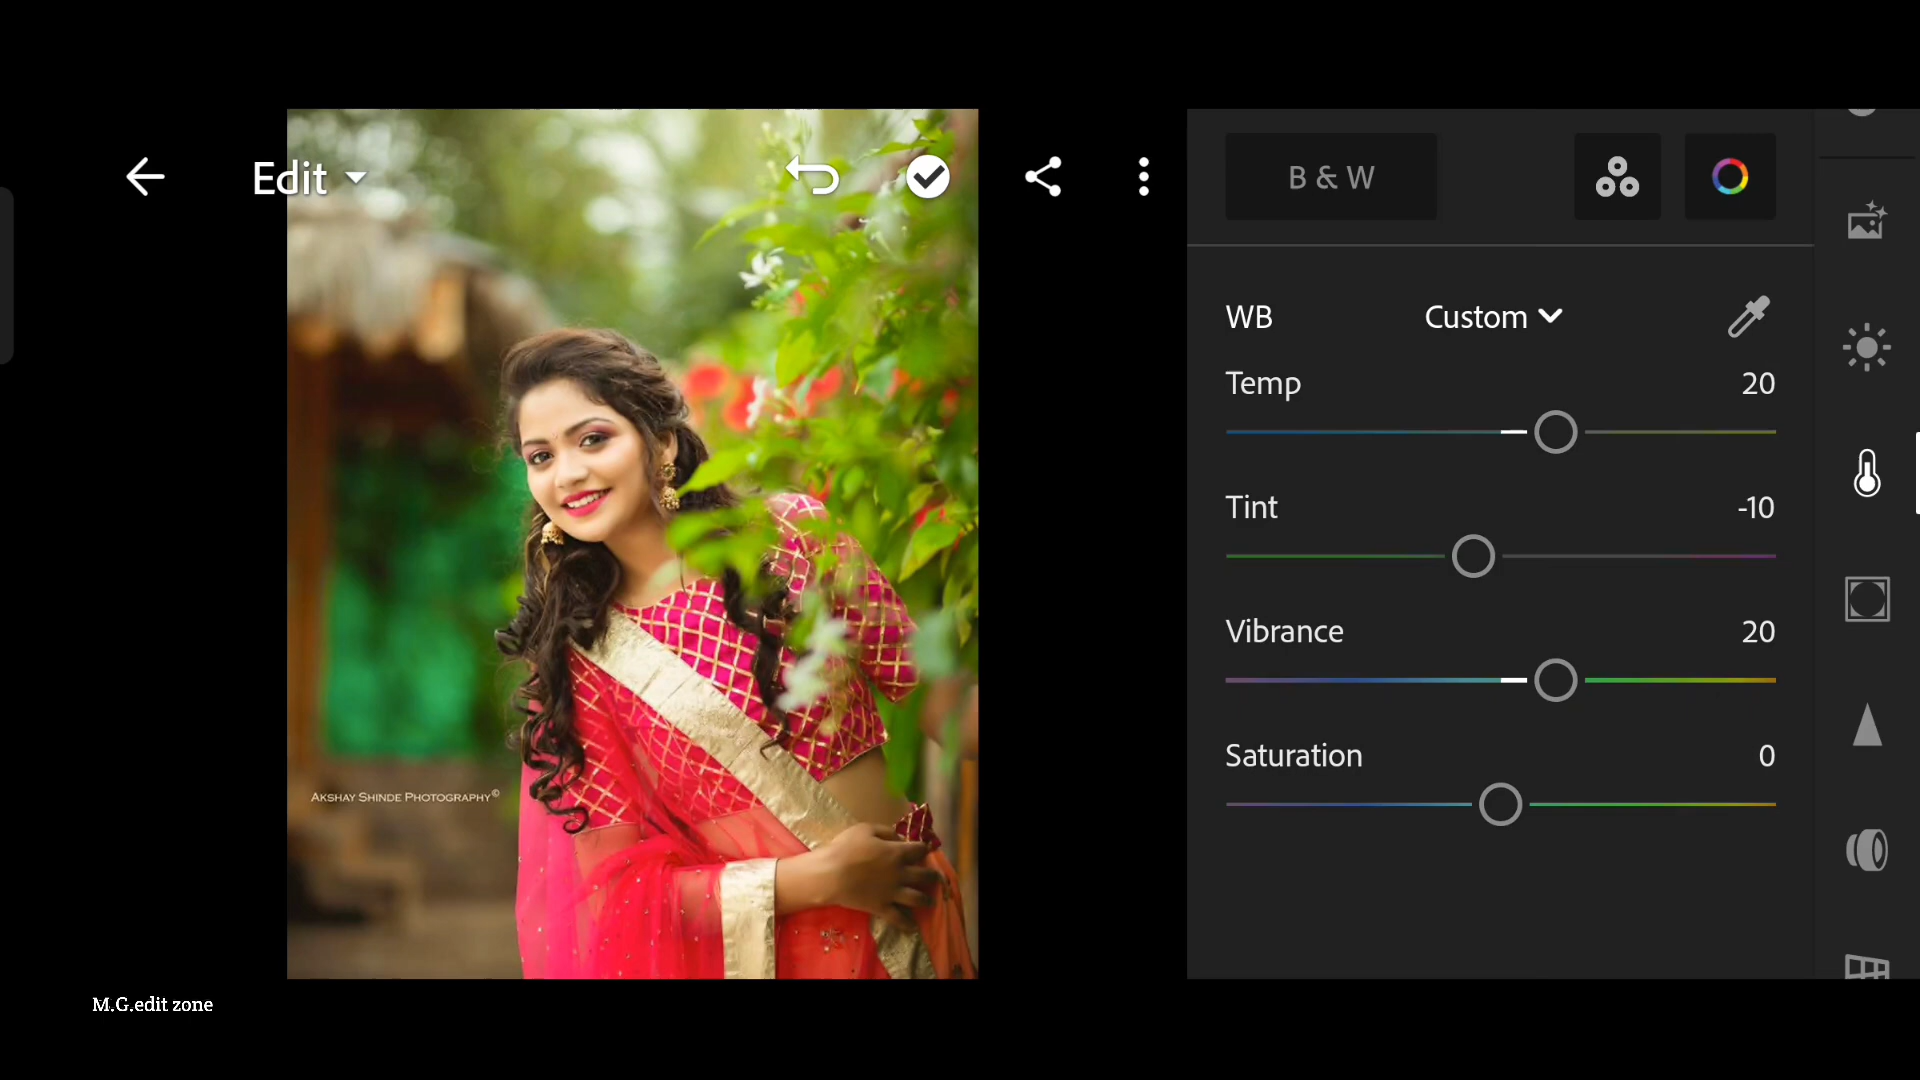 Edit
B & W
WB Custom
Temp 20
Tint -10
Vibrance 20
Saturation 0
AKSHAY SHINDE PHOTOGRAPHY©
M.G.edit zone